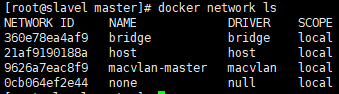 [root@slavel master]# docker network ls
NETWORK ID NAME DRIVER SCOPE
360e78ea4af9 bridge bridge local
21af9190188a host host local
9626a7eac8f9 macvlan-master macvlan local
0cb064ef2e44 none null local